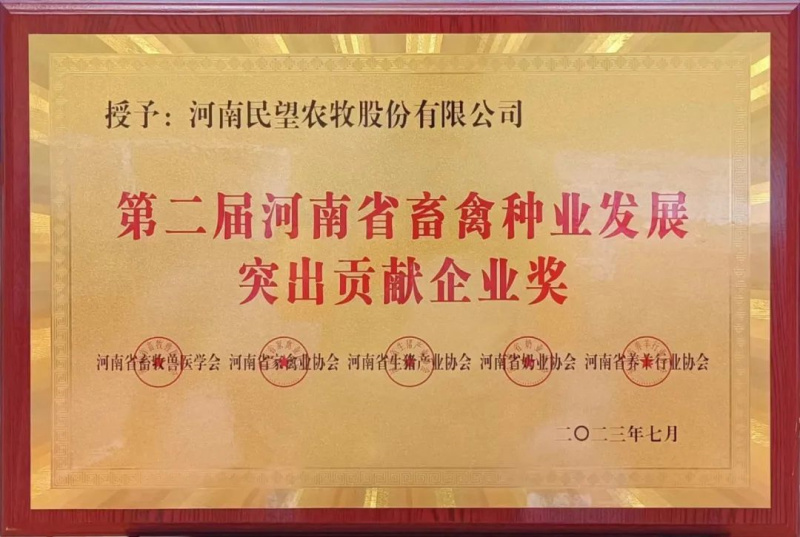 授予：河南民望农牧股份有限公司
第二届河南省畜禽种业发展
突出贡献企业奖
河南省畜牧兽医学会 河南省家禽业协会 河南省生猪产业协会 河南省奶业协会 河南省养羊行业协会
二〇二三年七月